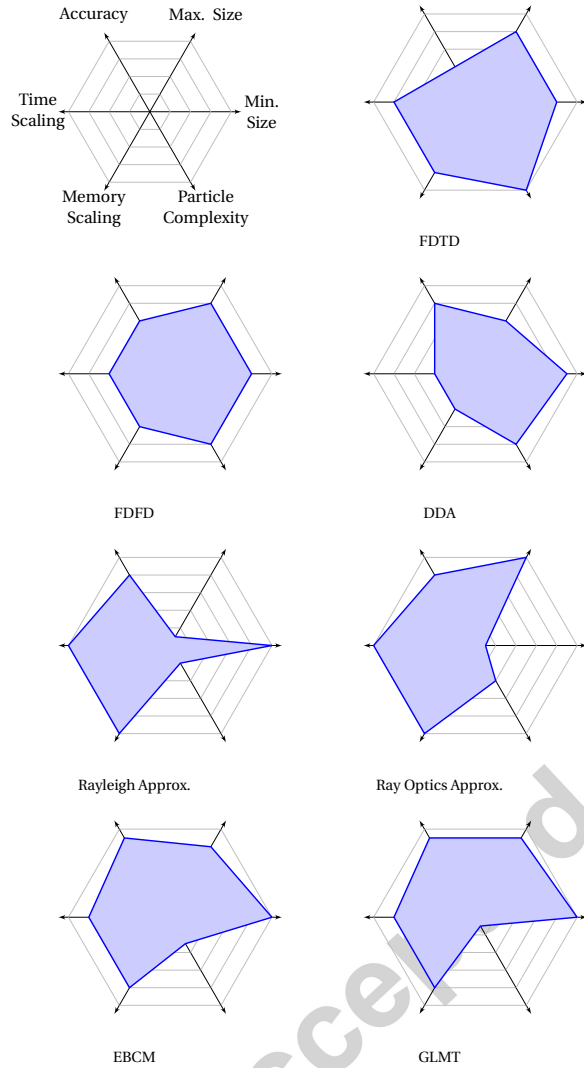 Accuracy
Max. Size
Time
Scaling
Min.
Size
Memory
Scaling
Particle
Complexity
FDTD
FDFD
DDA
Rayleigh Approx.
Ray Optics Approx.
EBCM
GLMT